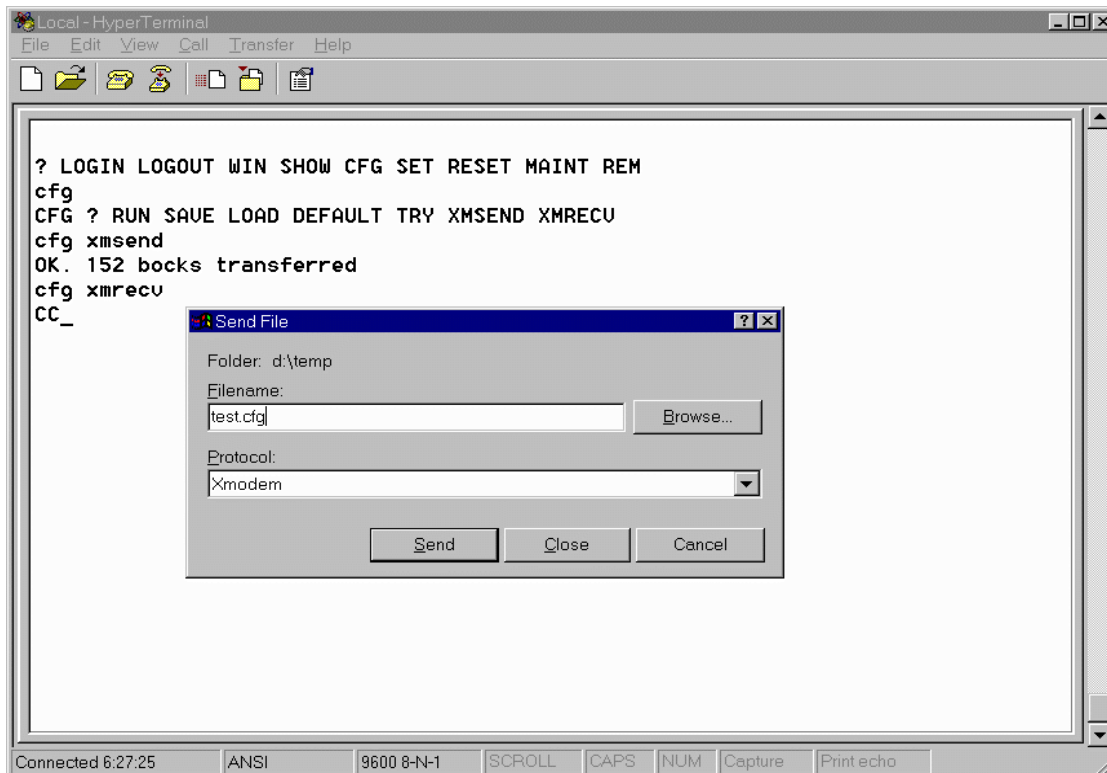 Local - HyperTerminal
File Edit View Call Transfer Help
? LOGIN LOGOUT WIN SHOW CFG SET RESET MAINT REM
cfg
CFG ? RUN SAVE LOAD DEFAULT TRY XMSEND XMRECV
cfg xmsend
OK. 152 bocks transferred
cfg xmrecv
CC_
Send File
Folder: d:\temp
Filename:
test.cfg
Browse...
Protocol:
Xmodem
Send Close Cancel
Connected 6:27:25 ANSI 9600 8-N-1 SCROLL CAPS NUM Capture Print echo